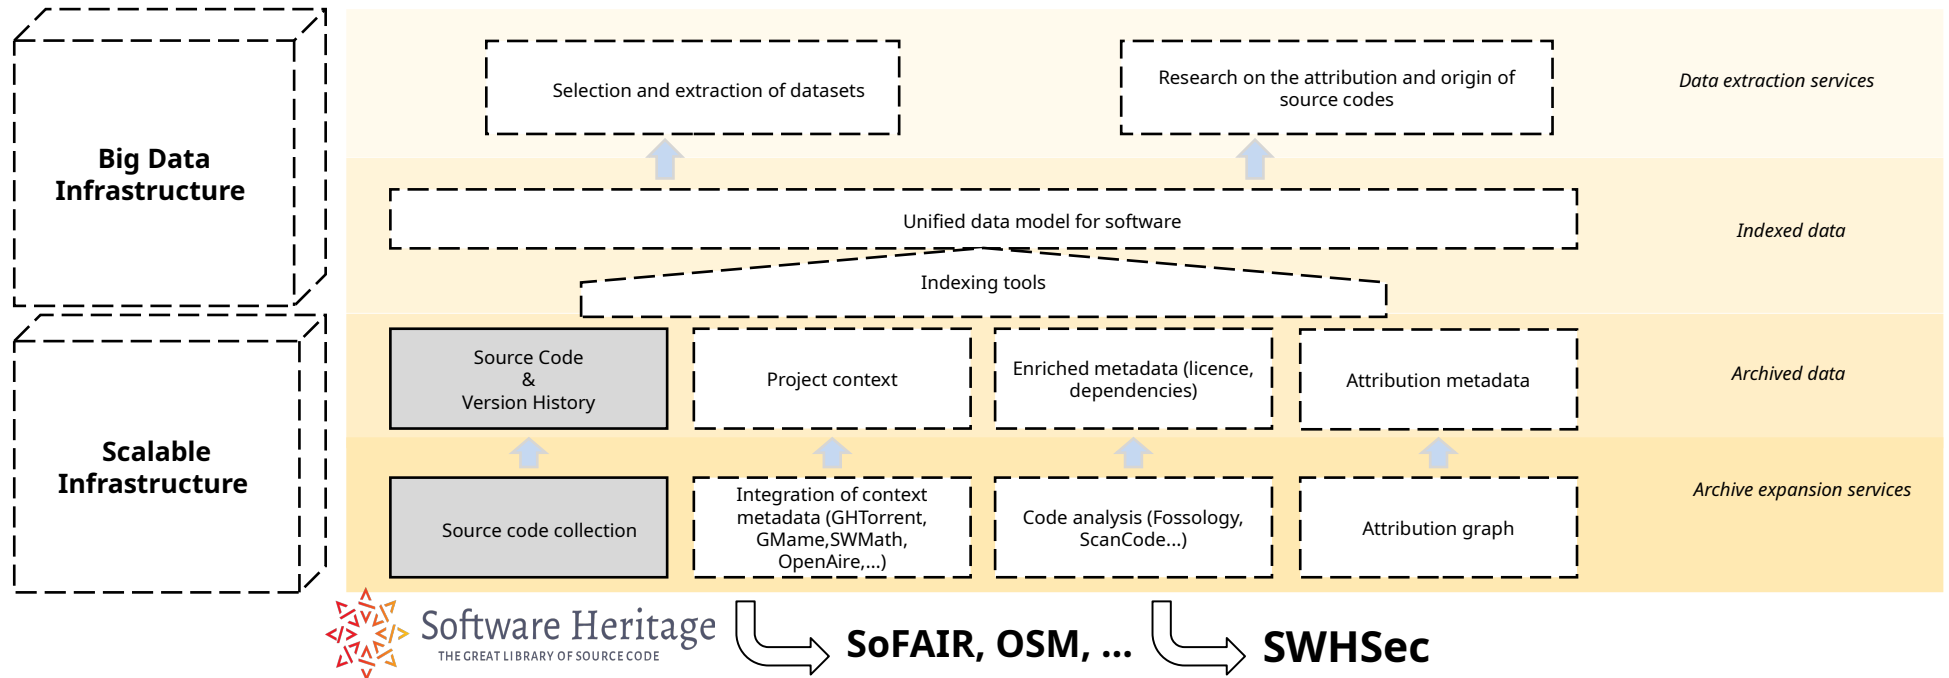 Big Data
Infrastructure
Selection and extraction of datasets
Research on the attribution and origin of
source codes
Data extraction services
Unified data model for software
Indexed data
Indexing tools
Scalable
Infrastructure
Source Code
&
Version History
Project context
Enriched metadata (licence,
dependencies)
Attribution metadata
Archived data
Source code collection
Integration of context
metadata (GHTorrent,
GMame,SWMath,
OpenAire,...)
Code analysis (Fossology,
ScanCode...)
Attribution graph
Archive expansion services
Software Heritage
THE GREAT LIBRARY OF SOURCE CODE
SoFAIR, OSM, ...
SWHSec